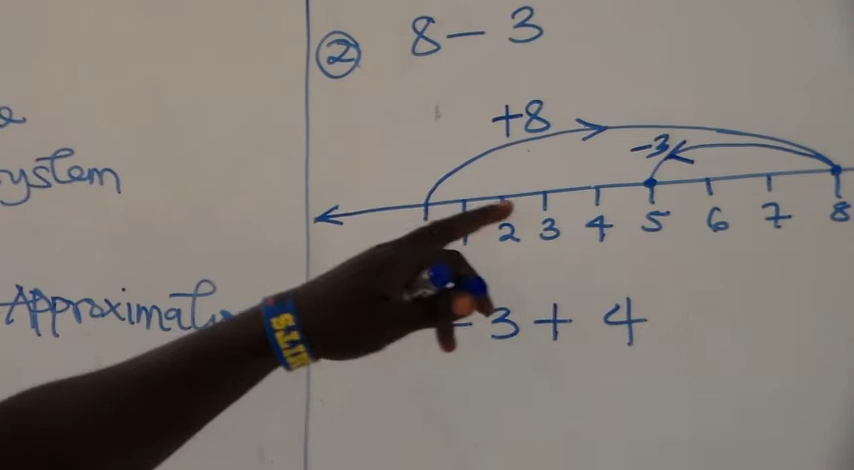 ② 8 - 3
+8
-3
2 3 4 5 6 7 8
ystem
Approximat
-3 + 4